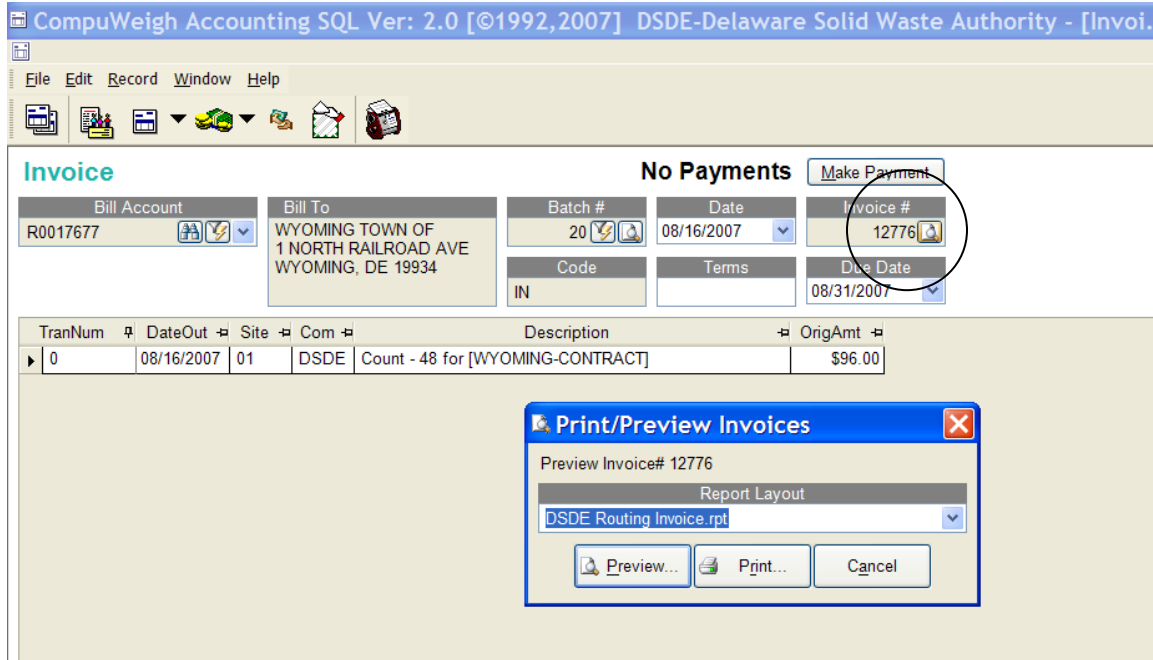 CompuWeigh Accounting SQL Ver: 2.0 [©1992,2007] DSDE-Delaware Solid Waste Authority - [Invoi.
File Edit Record Window Help
Invoice No Payments Make Payment
Bill Account Bill To Batch # Date Invoice #
R0017677 WYOMING TOWN OF 20 08/16/2007 12776
1 NORTH RAILROAD AVE
WYOMING, DE 19934 Code Terms Due Date
IN 08/31/2007
TranNum DateOut Site Com Description OrigAmt
0 08/16/2007 01 DSDE Count - 48 for [WYOMING-CONTRACT] $96.00
Print/Preview Invoices
Preview Invoice# 12776
Report Layout
DSDE Routing Invoice.rpt
Preview... Print... Cancel